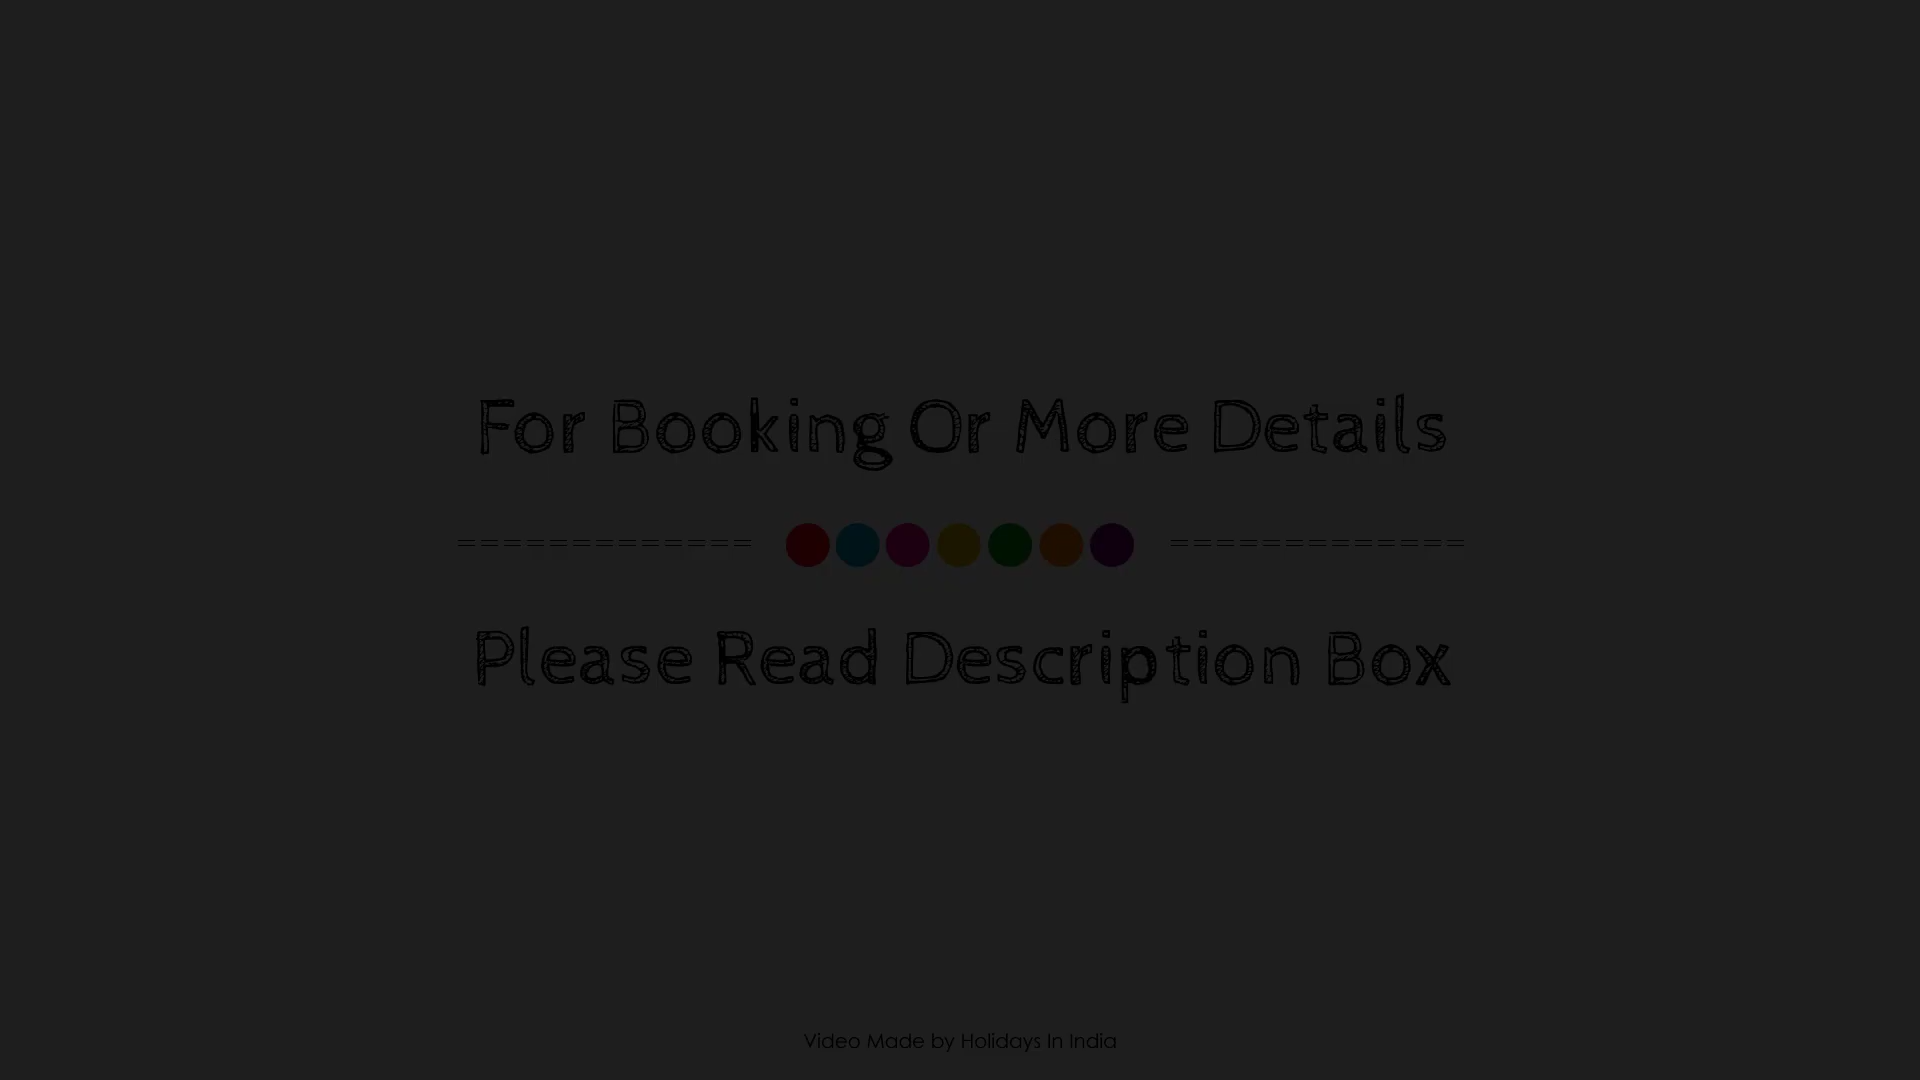 For Booking Or More Details
============= =============
Please Read Description Box
Video Made by Holidays In India